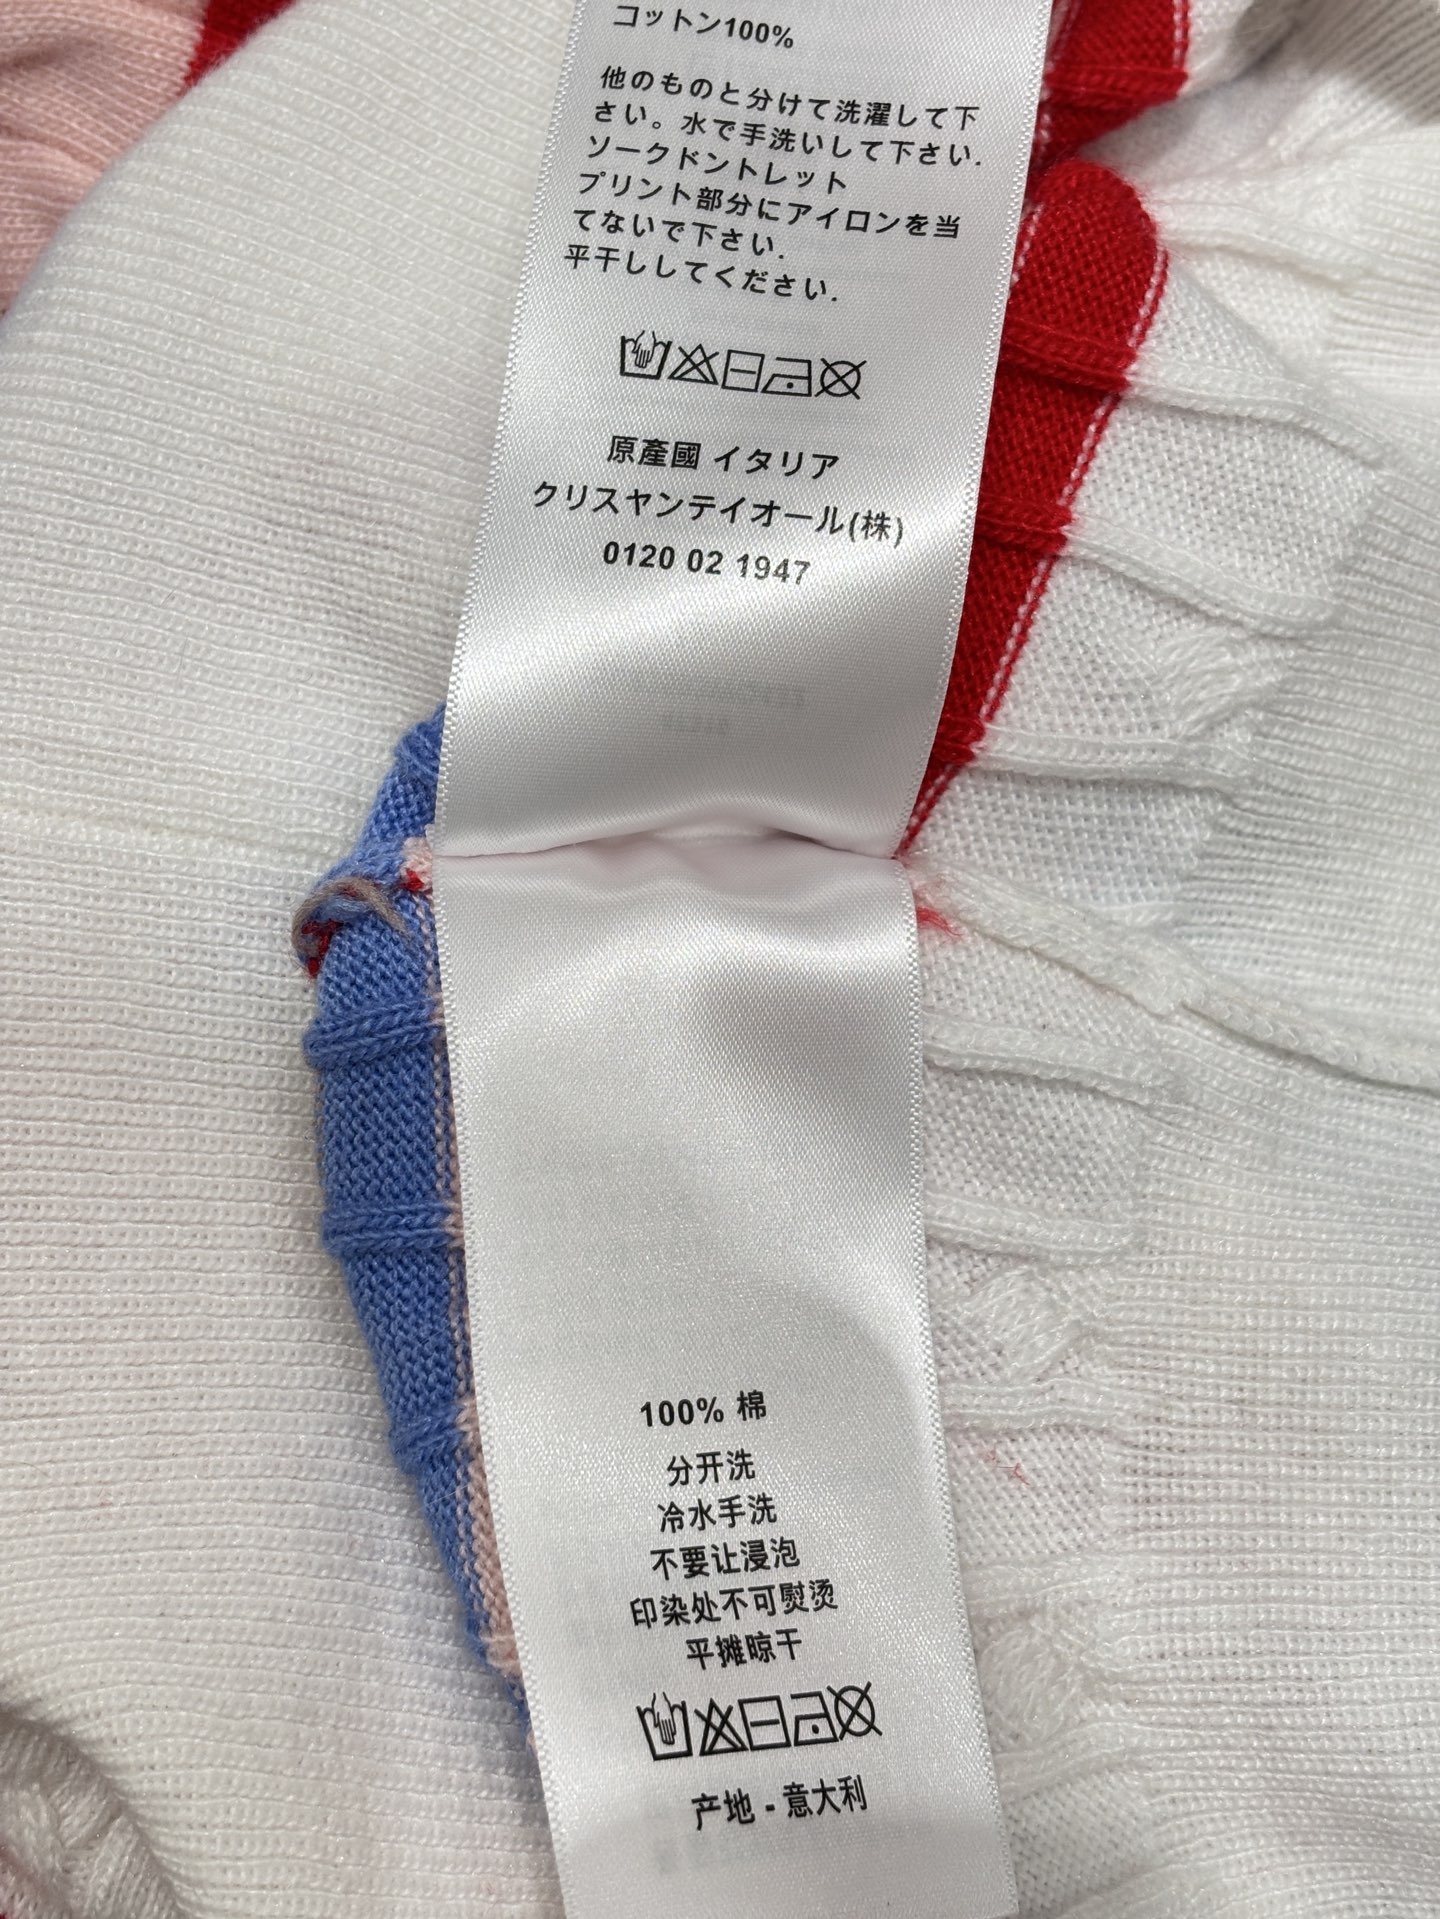 コットン100%
他のものと分けて洗濯して下
さい。水で手洗いして下さい.
ソークドントレット
プリント部分にアイロンを当
てないで下さい.
平干ししてください.
原產國 イタリア
クリスヤンテイオール(株)
0120 02 1947
100% 棉
分开洗
冷水手洗
不要让浸泡
印染处不可熨烫
平摊晾干
产地 - 意大利